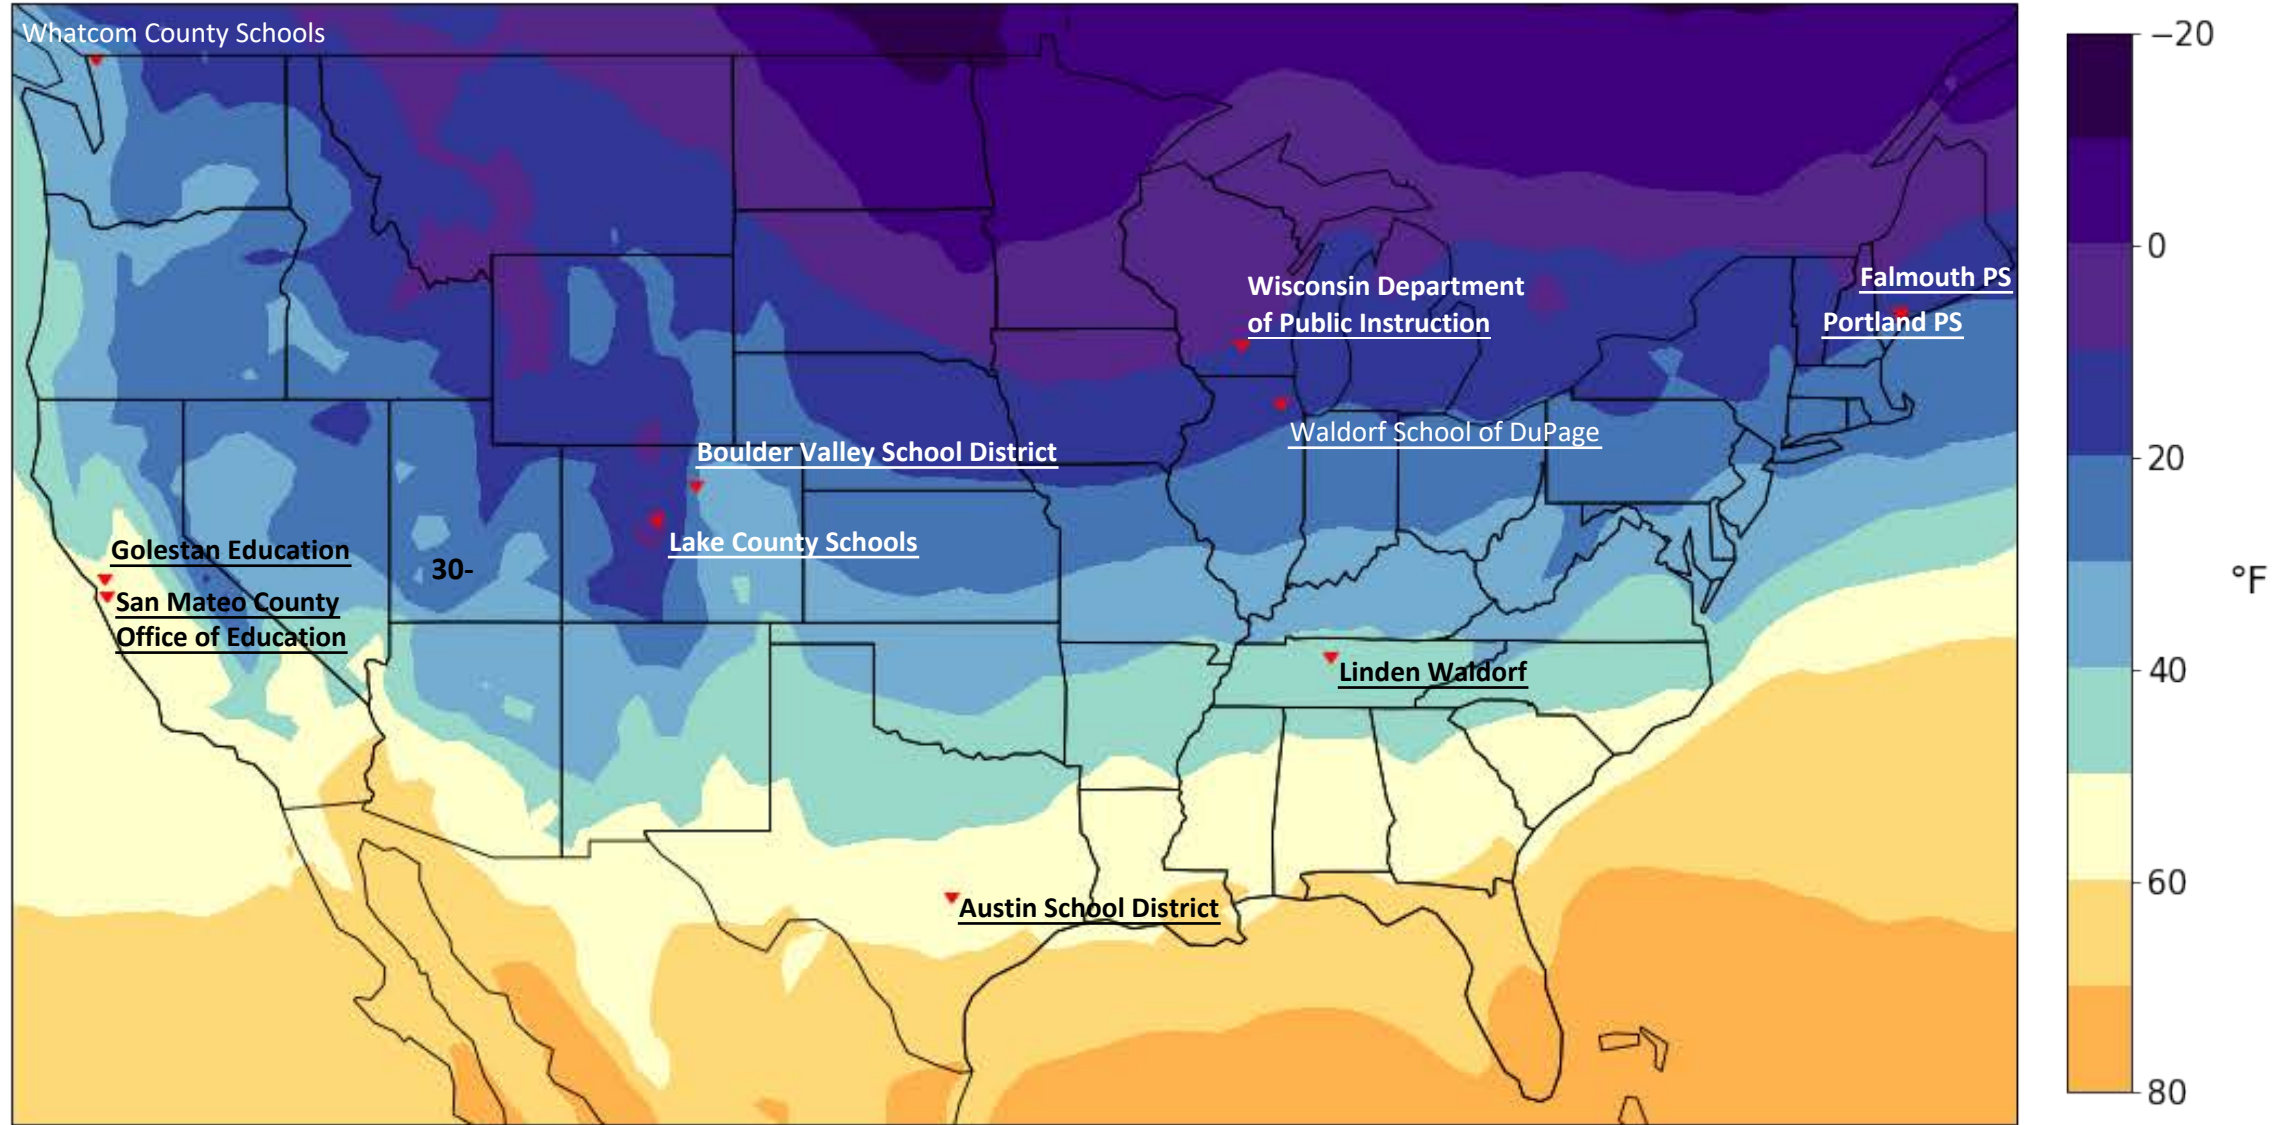 Whatcom County Schools
−20
0
20
40
60
80
°F
Falmouth PS
Portland PS
Wisconsin Department
of Public Instruction
Waldorf School of DuPage
Boulder Valley School District
Lake County Schools
Golestan Education
30-
San Mateo County
Office of Education
Linden Waldorf
Austin School District